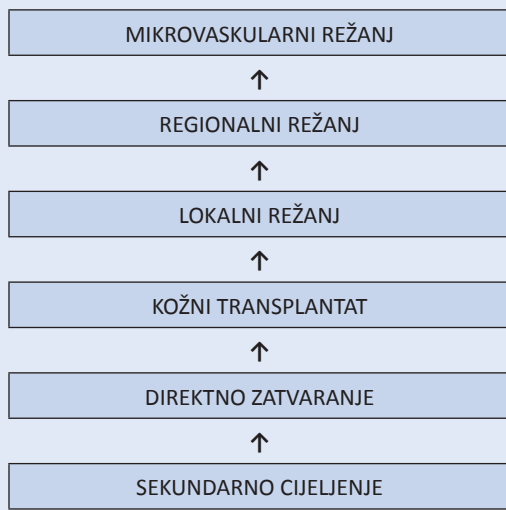 MIKROVASKULARNI REŽANJ
↑
REGIONALNI REŽANJ
↑
LOKALNI REŽANJ
↑
KOŽNI TRANSPLANTAT
↑
DIREKTNO ZATVARANJE
↑
SEKUNDARNO CIJELJENJE